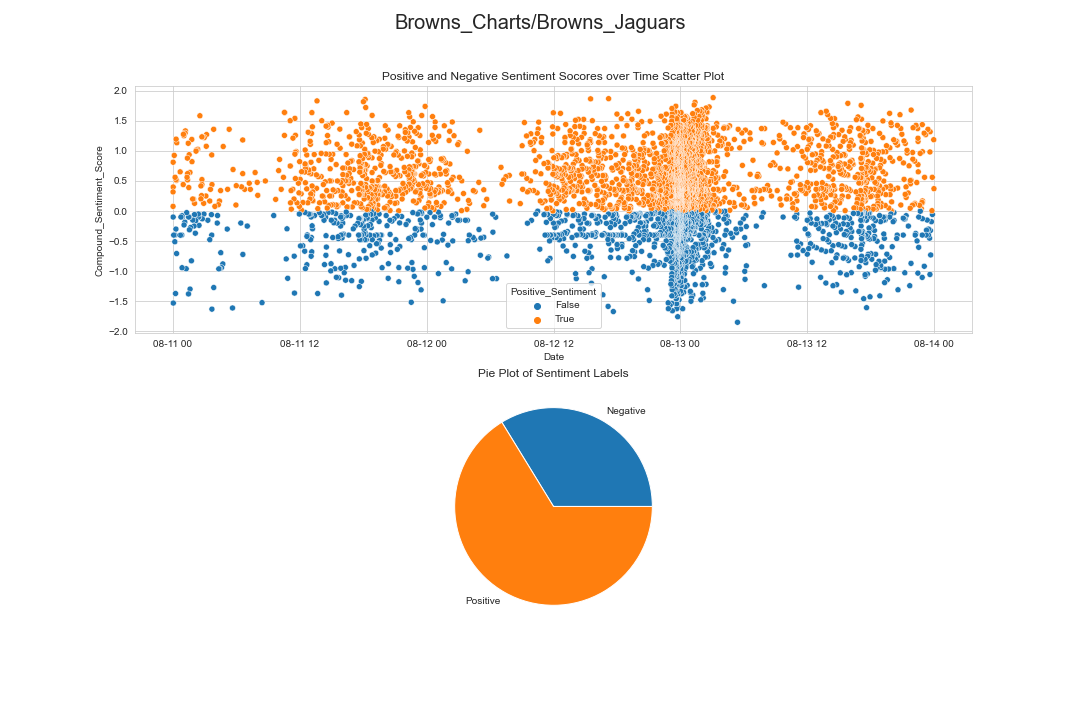 Browns_Charts/Browns_Jaguars
Positive and Negative Sentiment Socores over Time Scatter Plot
Compound_Sentiment_Score
2.0
1.5
1.0
0.5
0.0
−0.5
−1.0
−1.5
−2.0
Positive_Sentiment
False
True
08-11 00 08-11 12 08-12 00 08-12 12 08-13 00 08-13 12 08-14 00
Date
Pie Plot of Sentiment Labels
Negative
Positive